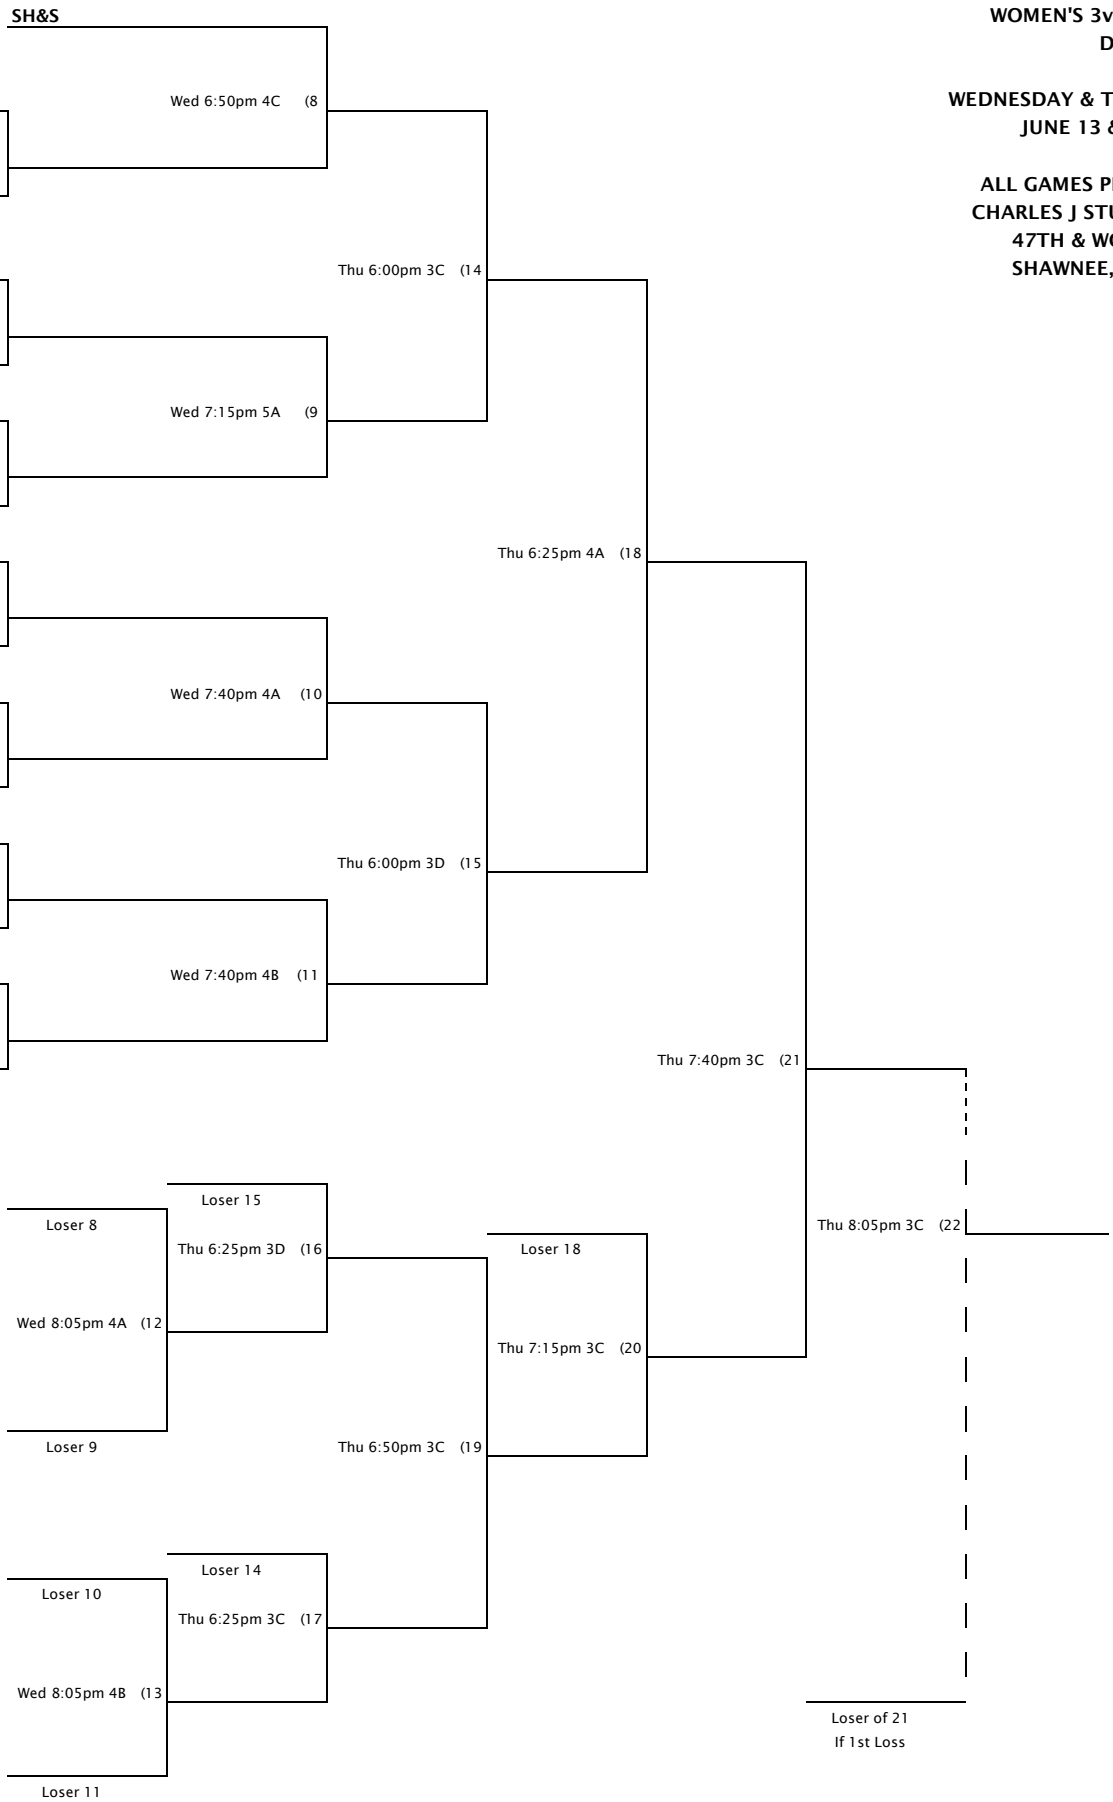 SH&S
WOMEN'S 3v
D
Wed 6:50pm 4C (8
WEDNESDAY & T
JUNE 13 &
ALL GAMES P
CHARLES J STU
47TH & WO
SHAWNEE,
Thu 6:00pm 3C (14
Wed 7:15pm 5A (9
Thu 6:25pm 4A (18
Wed 7:40pm 4A (10
Thu 6:00pm 3D (15
Wed 7:40pm 4B (11
Thu 7:40pm 3C (21
Loser 15
Loser 8
Thu 8:05pm 3C (22
Thu 6:25pm 3D (16
Loser 18
Wed 8:05pm 4A (12
Thu 7:15pm 3C (20
Loser 9
Thu 6:50pm 3C (19
Loser 14
Loser 10
Thu 6:25pm 3C (17
Wed 8:05pm 4B (13
Loser of 21
If 1st Loss
Loser 11